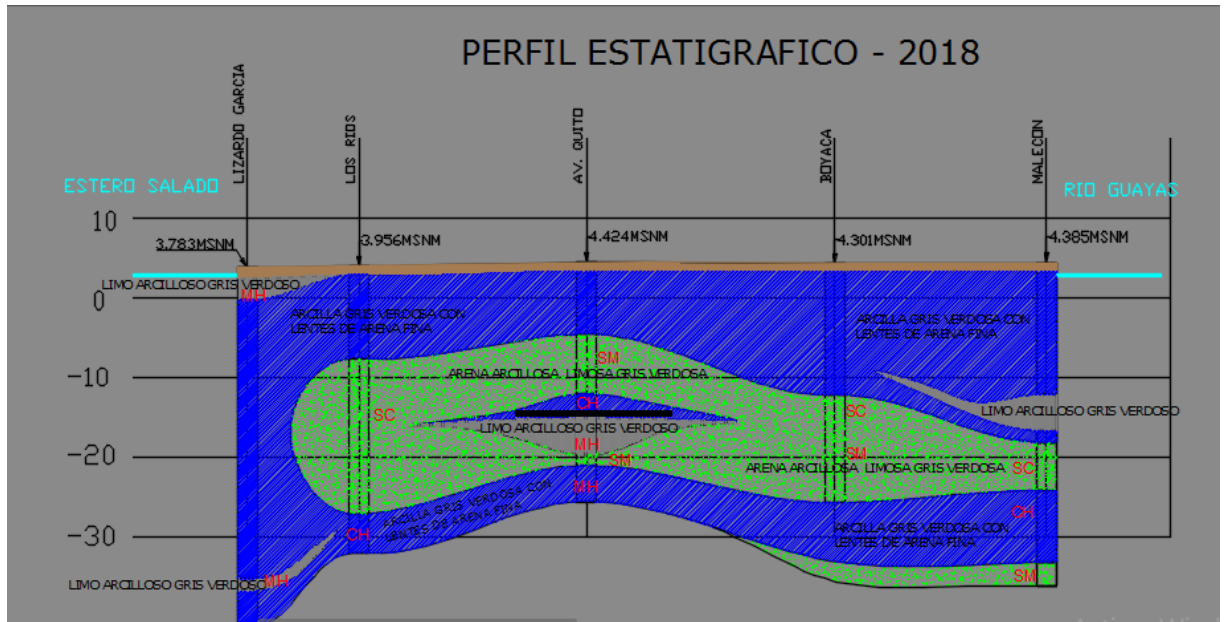 PERFIL ESTATIGRAFICO - 2018
LIZARDO GARCIA
LOS RIOS
AV. QUITO
BOYACA
MALECON
ESTERO SALADO
RIO GUAYAS
10
3.783MSNM
3.956MSNM
4.424MSNM
4.301MSNM
4.385MSNM
LIMO ARCILLOSO GRIS VERDOSO
MH
0
ARCILLA GRIS VERDOSA CON
LENTES DE ARENA FINA
ARCILLA GRIS VERDOSA CON
LENTES DE ARENA FINA
SM
-10
ARENA ARCILLOSA LIMOSA GRIS VERDOSA
CH
SC
SC
LIMO ARCILLOSO GRIS VERDOSO
LIMO ARCILLOSO GRIS VERDOSO
MH
SM
-20
SM
ARENA ARCILLOSA LIMOSA GRIS VERDOSA
SC
MH
ARCILLA GRIS VERDOSA CON
LENTES DE ARENA FINA
CH
-30
CH
ARCILLA GRIS VERDOSA CON
LENTES DE ARENA FINA
LIMO ARCILLOSO GRIS VERDOSO
MH
SM